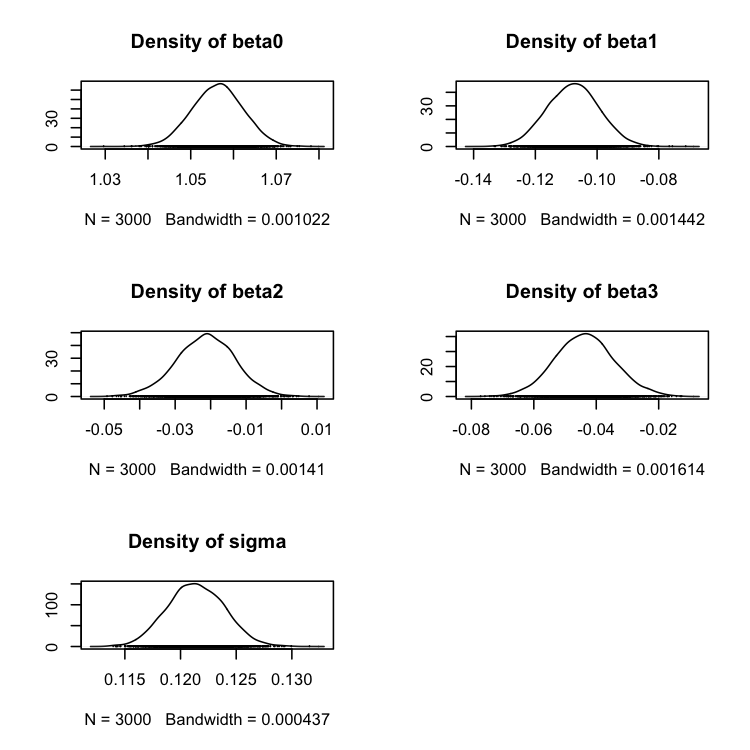 Density of beta0
30
0
1.03 1.05 1.07
N = 3000 Bandwidth = 0.001022
Density of beta1
30
0
-0.14 -0.12 -0.10 -0.08
N = 3000 Bandwidth = 0.001442
Density of beta2
30
0
-0.05 -0.03 -0.01 0.01
N = 3000 Bandwidth = 0.00141
Density of beta3
20
0
-0.08 -0.06 -0.04 -0.02
N = 3000 Bandwidth = 0.001614
Density of sigma
100
0
0.115 0.120 0.125 0.130
N = 3000 Bandwidth = 0.000437